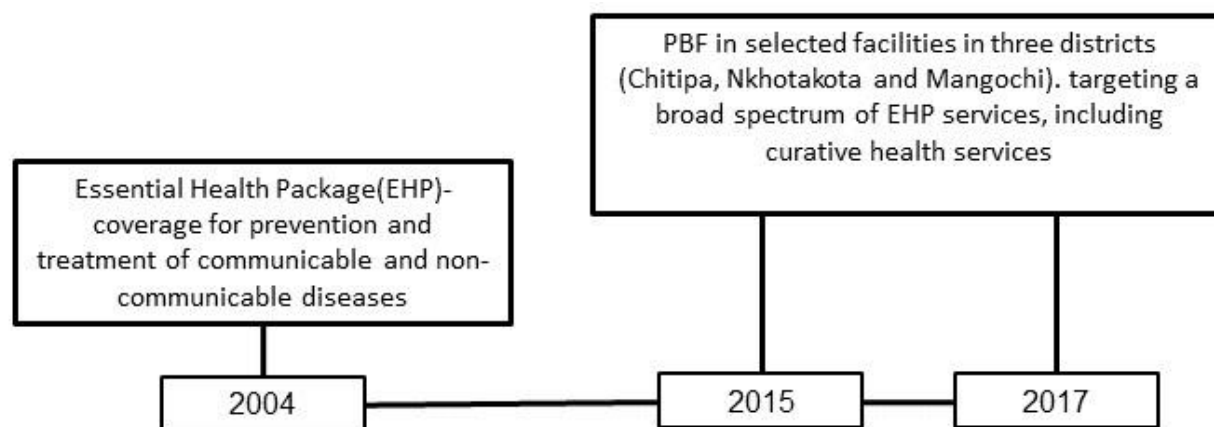 PBF in selected facilities in three districts
(Chitipa, Nkhotakota and Mangochi). targeting a
broad spectrum of EHP services, including
curative health services
Essential Health Package(EHP)-
coverage for prevention and
treatment of communicable and non-
communicable diseases
2004
2015
2017